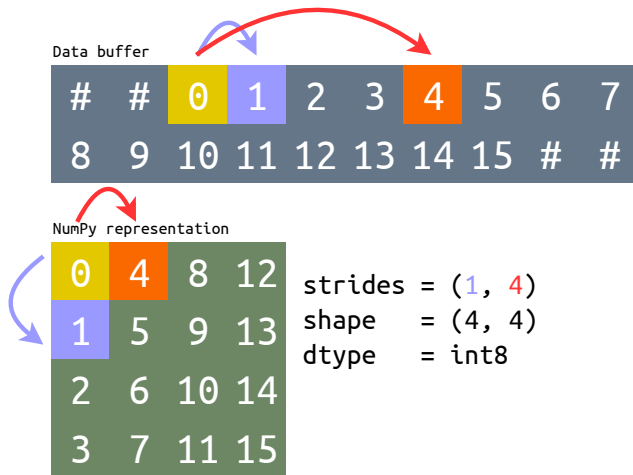 Data buffer
# # 0 1 2 3 4 5 6 7
8 9 10 11 12 13 14 15 # #
NumPy representation
0 4 8 12
1 5 9 13
2 6 10 14
3 7 11 15
strides = (1, 4)
shape = (4, 4)
dtype = int8